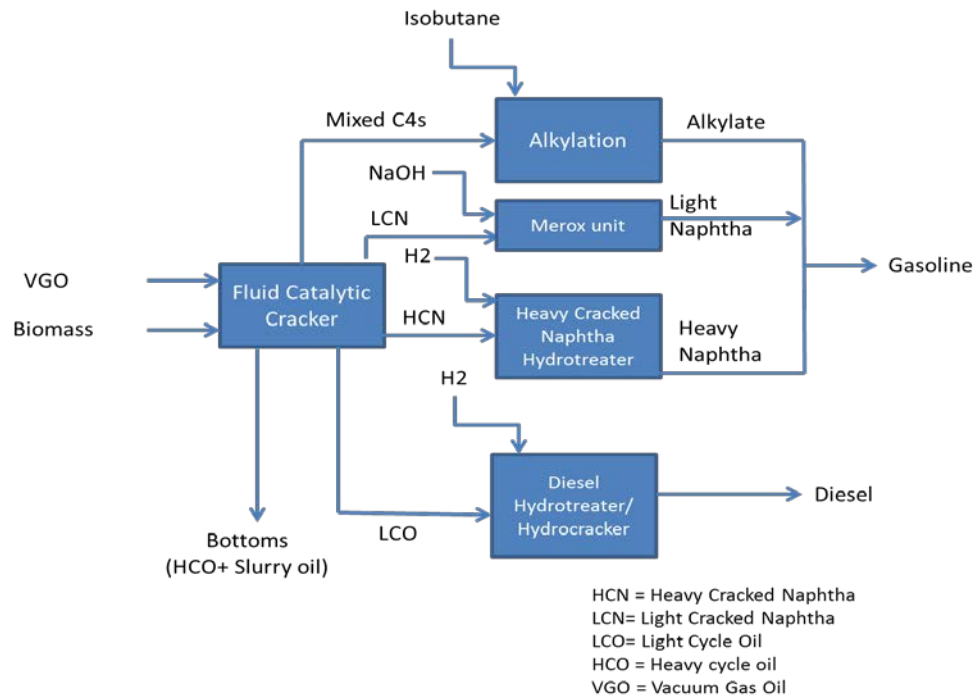 Isobutane
Mixed C4s
Alkylation
Alkylate
NaOH
LCN
Merox unit
Light
Naphtha
H2
VGO
Biomass
Fluid Catalytic
Cracker
HCN
Heavy Cracked
Naphtha
Hydrotreater
Heavy
Naphtha
Gasoline
H2
Diesel
Hydrotreater/
Hydrocracker
Diesel
LCO
Bottoms
(HCO+ Slurry oil)
HCN = Heavy Cracked Naphtha
LCN= Light Cracked Naphtha
LCO= Light Cycle Oil
HCO = Heavy cycle oil
VGO = Vacuum Gas Oil